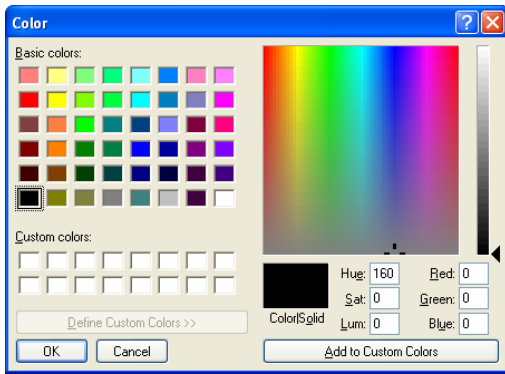 Color
Basic colors:
Custom colors:
Define Custom Colors >>
OK
Cancel
Color|Solid
Hue: 160
Sat: 0
Lum: 0
Red: 0
Green: 0
Blue: 0
Add to Custom Colors